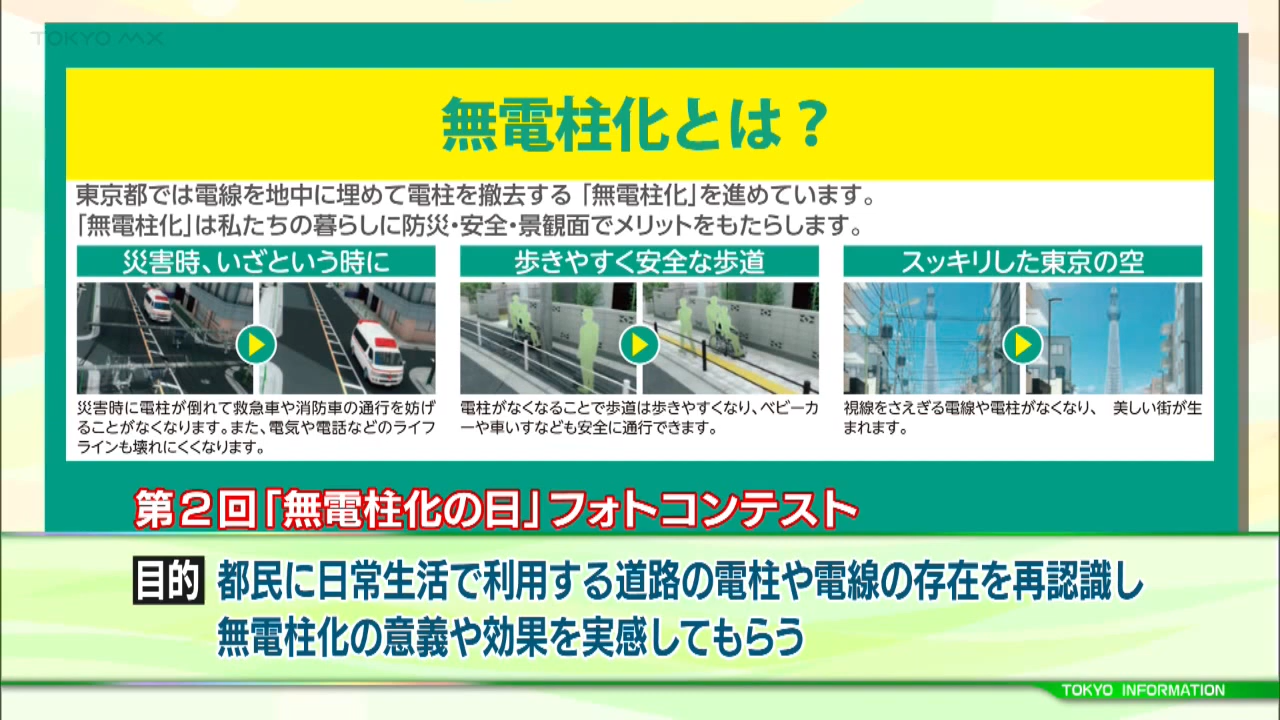 TOKYO MX
無電柱化とは？
東京都では電線を地中に埋めて電柱を撤去する「無電柱化」を進めています。
「無電柱化」は私たちの暮らしに防災・安全・景観面でメリットをもたらします。
災害時、いざという時に
災害時に電柱が倒れて救急車や消防車の通行を妨げ
ることがなくなります。また、電気や電話などのライフ
ラインも壊れにくくなります。
歩きやすく安全な歩道
電柱がなくなることで歩道は歩きやすくなり、ベビーカ
ーや車いすなども安全に通行できます。
スッキリした東京の空
視線をさえぎる電線や電柱がなくなり、 美しい街が生
まれます。
第２回「無電柱化の日」フォトコンテスト
目的 都民に日常生活で利用する道路の電柱や電線の存在を再認識し
無電柱化の意義や効果を実感してもらう
TOKYO INFORMATION